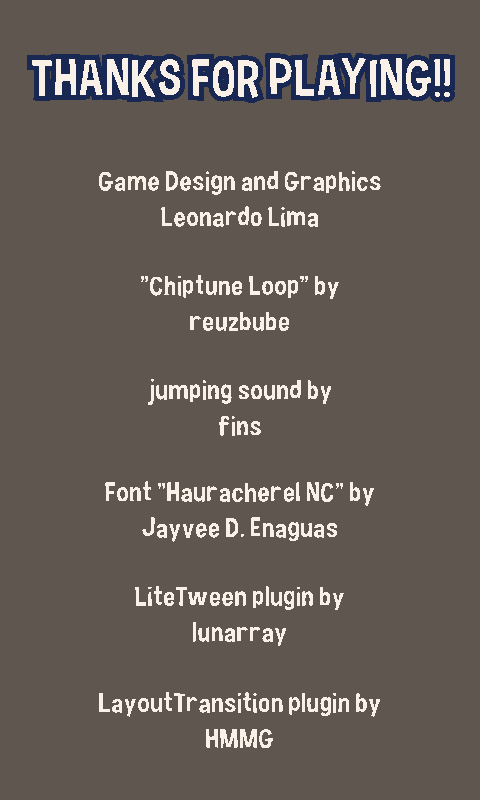 THANKS FOR PLAYING!!
Game Design and Graphics
Leonardo Lima
"Chiptune Loop" by
reuzbube
jumping sound by
fins
Font "Hauracherel NC" by
Jayvee D. Enaguas
LiteTween plugin by
lunarray
LayoutTransition plugin by
HMMG